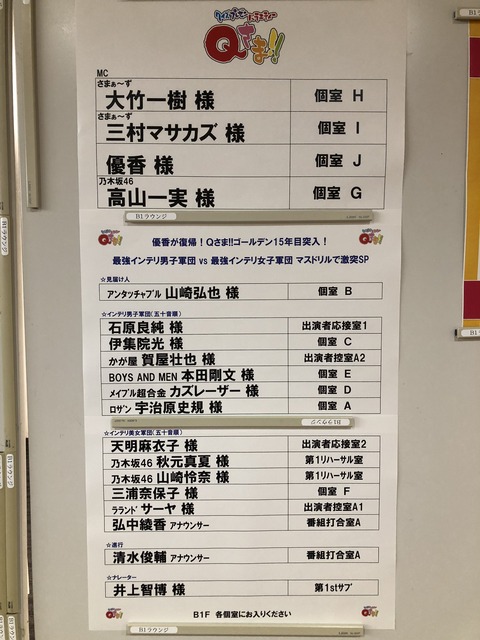 クイズプレゼンバラエティー
Qさま!!
MC
さまぁ～ず
大竹一樹 様 個室 H
さまぁ～ず
三村マサカズ 様 個室 I
優香 様 個室 J
乃木坂46
高山一実 様 個室 G
B1ラウンジ
優香が復帰！Qさま!!ゴールデン15年目突入！
最強インテリ男子軍団 vs 最強インテリ女子軍団 マスドリルで激突SP
☆見届け人
アンタッチャブル 山崎弘也 様 個室 B
☆インテリ男子軍団（五十音順）
石原良純 様 出演者応接室1
伊集院光 様 個室 C
かが屋 賀屋壮也 様 出演者控室A2
BOYS AND MEN 本田剛文 様 個室 E
メイプル超合金 カズレーザー 様 個室 D
ロザン 宇治原史規 様 個室 A
B1ラウンジ
☆インテリ美女軍団（五十音順）
天明麻衣子 様 出演者応接室2
乃木坂46 秋元真夏 様 第1リハーサル室
乃木坂46 山崎怜奈 様 第1リハーサル室
三浦奈保子 様 個室 F
ララランド サーヤ 様 出演者控室A1
弘中綾香 アナウンサー 番組打合室A
☆進行
清水俊輔 アナウンサー 番組打合室A
☆ナレーター
井上智博 様 第1stサブ
B1F 各個室にお入りください
B1ラウンジ